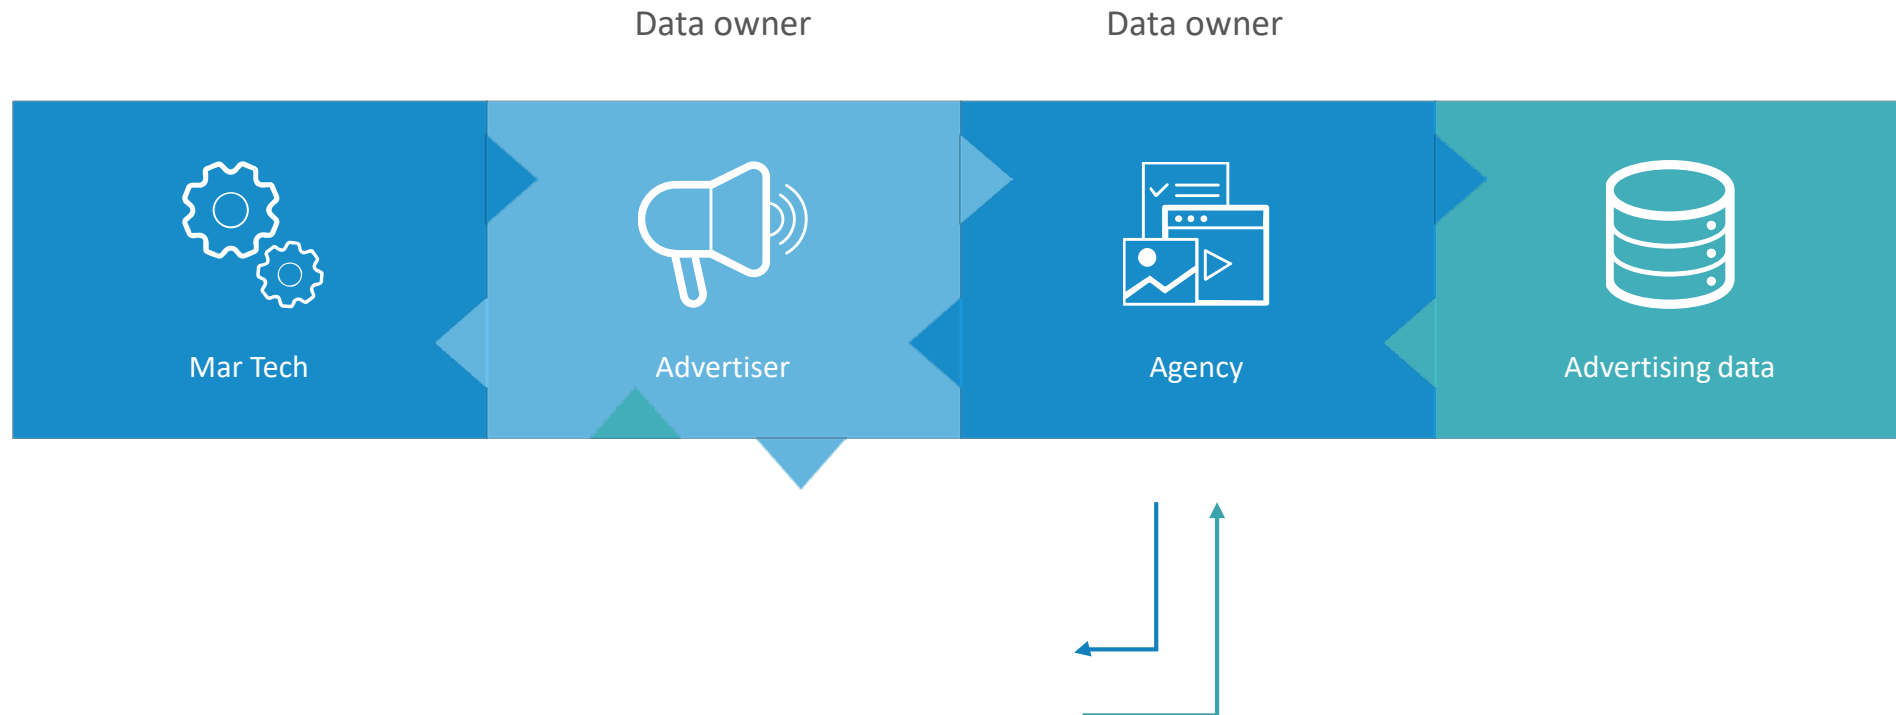 Data owner
Data owner
Mar Tech
Advertiser
Agency
Advertising data